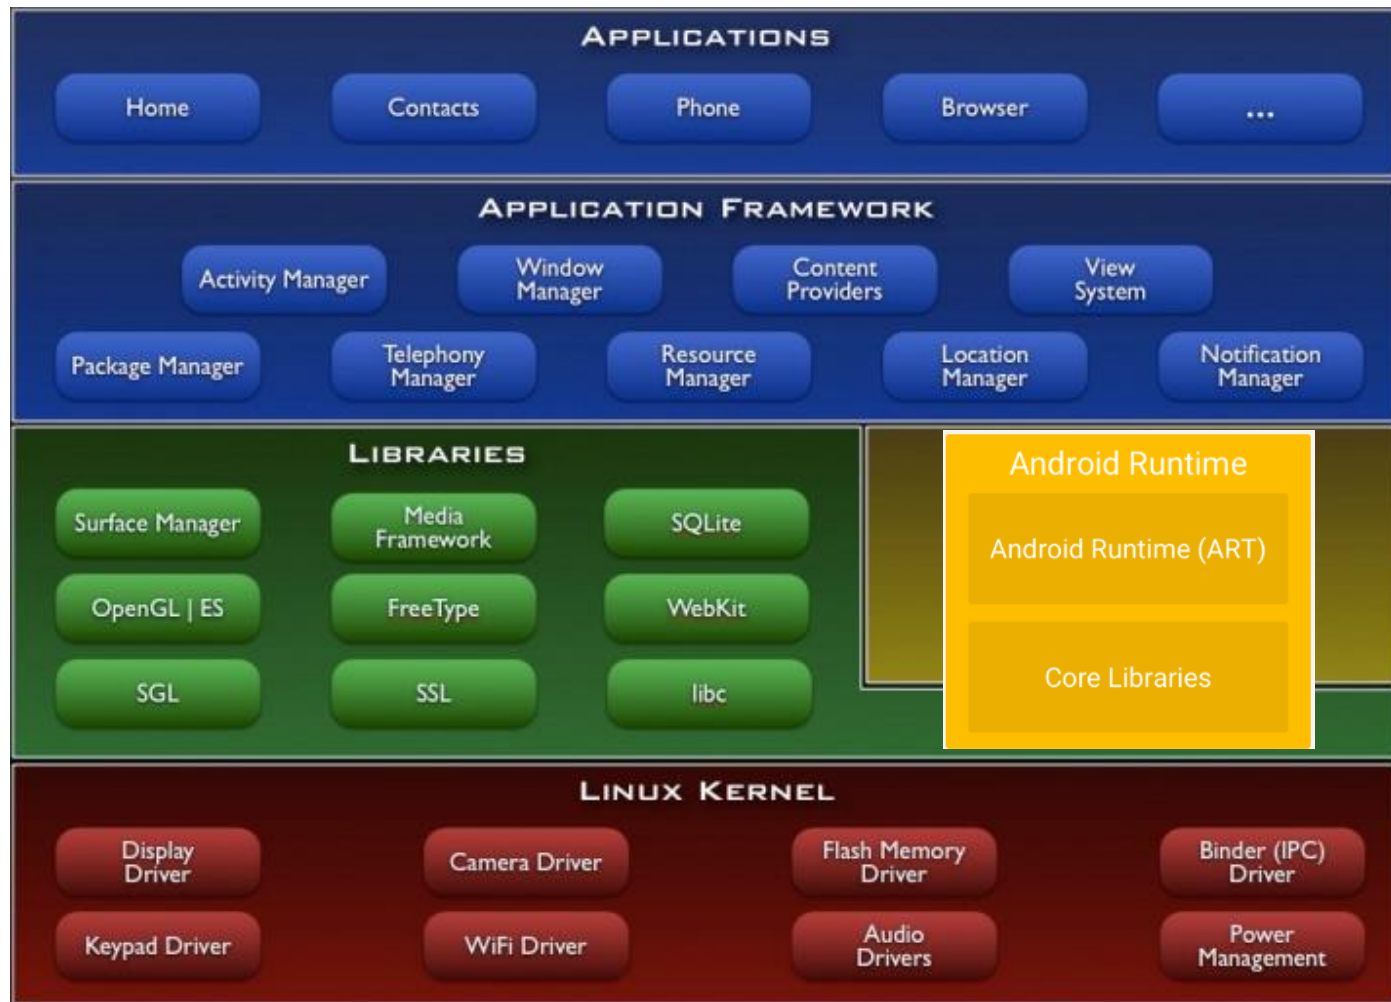 APPLICATIONS
Home
Contacts
Phone
Browser
...
APPLICATION FRAMEWORK
Activity Manager
Window
Manager
Content
Providers
View
System
Package Manager
Telephony
Manager
Resource
Manager
Location
Manager
Notification
Manager
LIBRARIES
Surface Manager
Media
Framework
SQLite
OpenGL | ES
FreeType
WebKit
SGL
SSL
libc
Android Runtime
Android Runtime (ART)
Core Libraries
LINUX KERNEL
Display
Driver
Camera Driver
Flash Memory
Driver
Binder (IPC)
Driver
Keypad Driver
WiFi Driver
Audio
Drivers
Power
Management